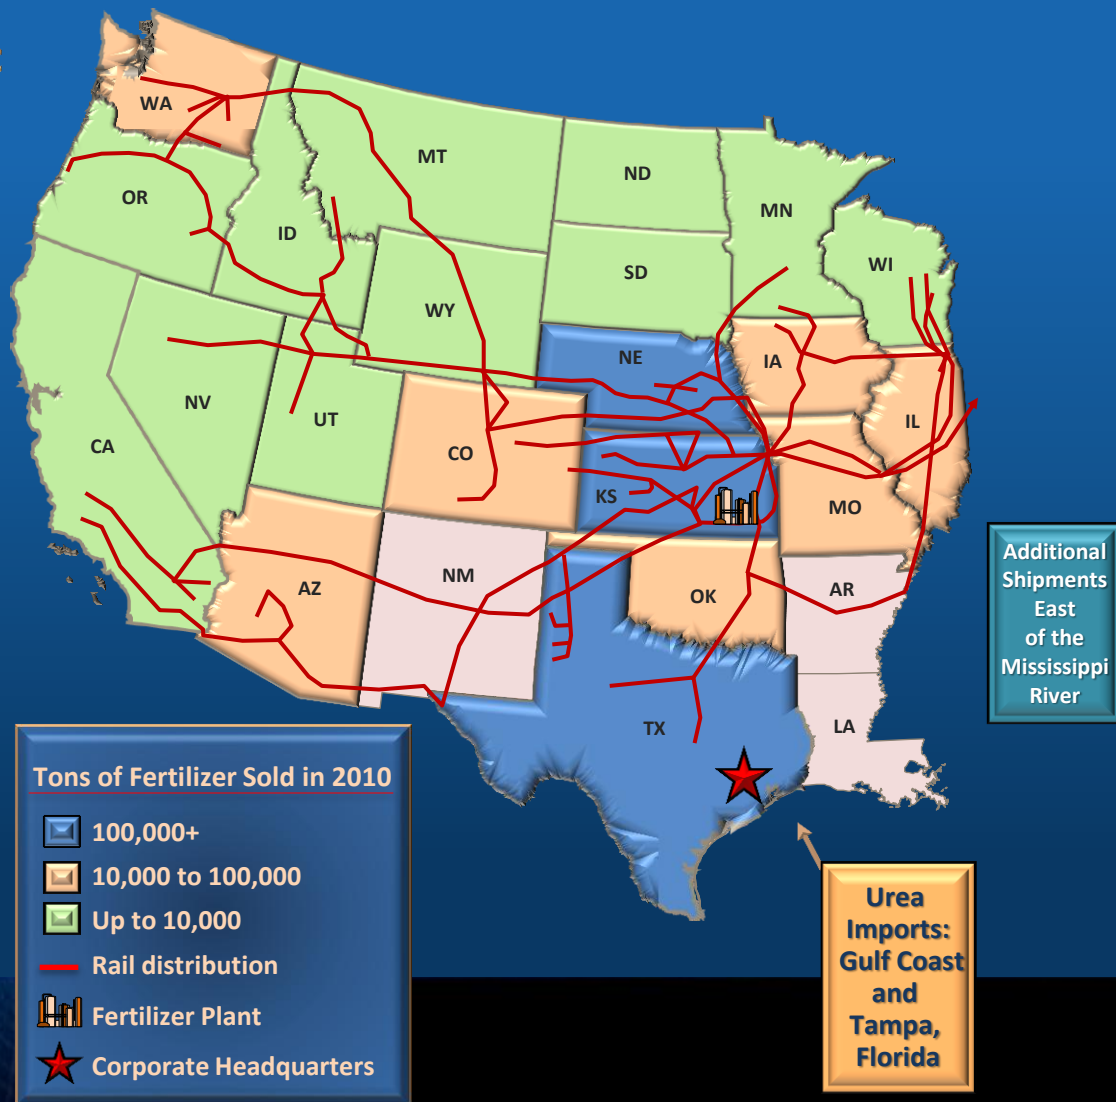 WA
MT
ND
MN
OR
ID
SD
WI
WY
NE
IA
NV
UT
CO
IL
CA
KS
MO
AZ
NM
OK
AR
TX
LA
Additional
Shipments
East
of the
Mississippi
River
Tons of Fertilizer Sold in 2010
100,000+
10,000 to 100,000
Up to 10,000
Rail distribution
Fertilizer Plant
Corporate Headquarters
Urea
Imports:
Gulf Coast
and
Tampa,
Florida